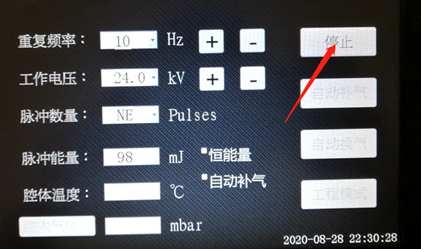 重复频率： 10 Hz + - 停止
工作电压： 24.0 kV + -
自动补气
脉冲数量： NE Pulses
自动换气
脉冲能量： 98 mJ 恒能量
腔体温度： ℃ 自动补气
工程模式
mbar
2020-08-28 22:30:28